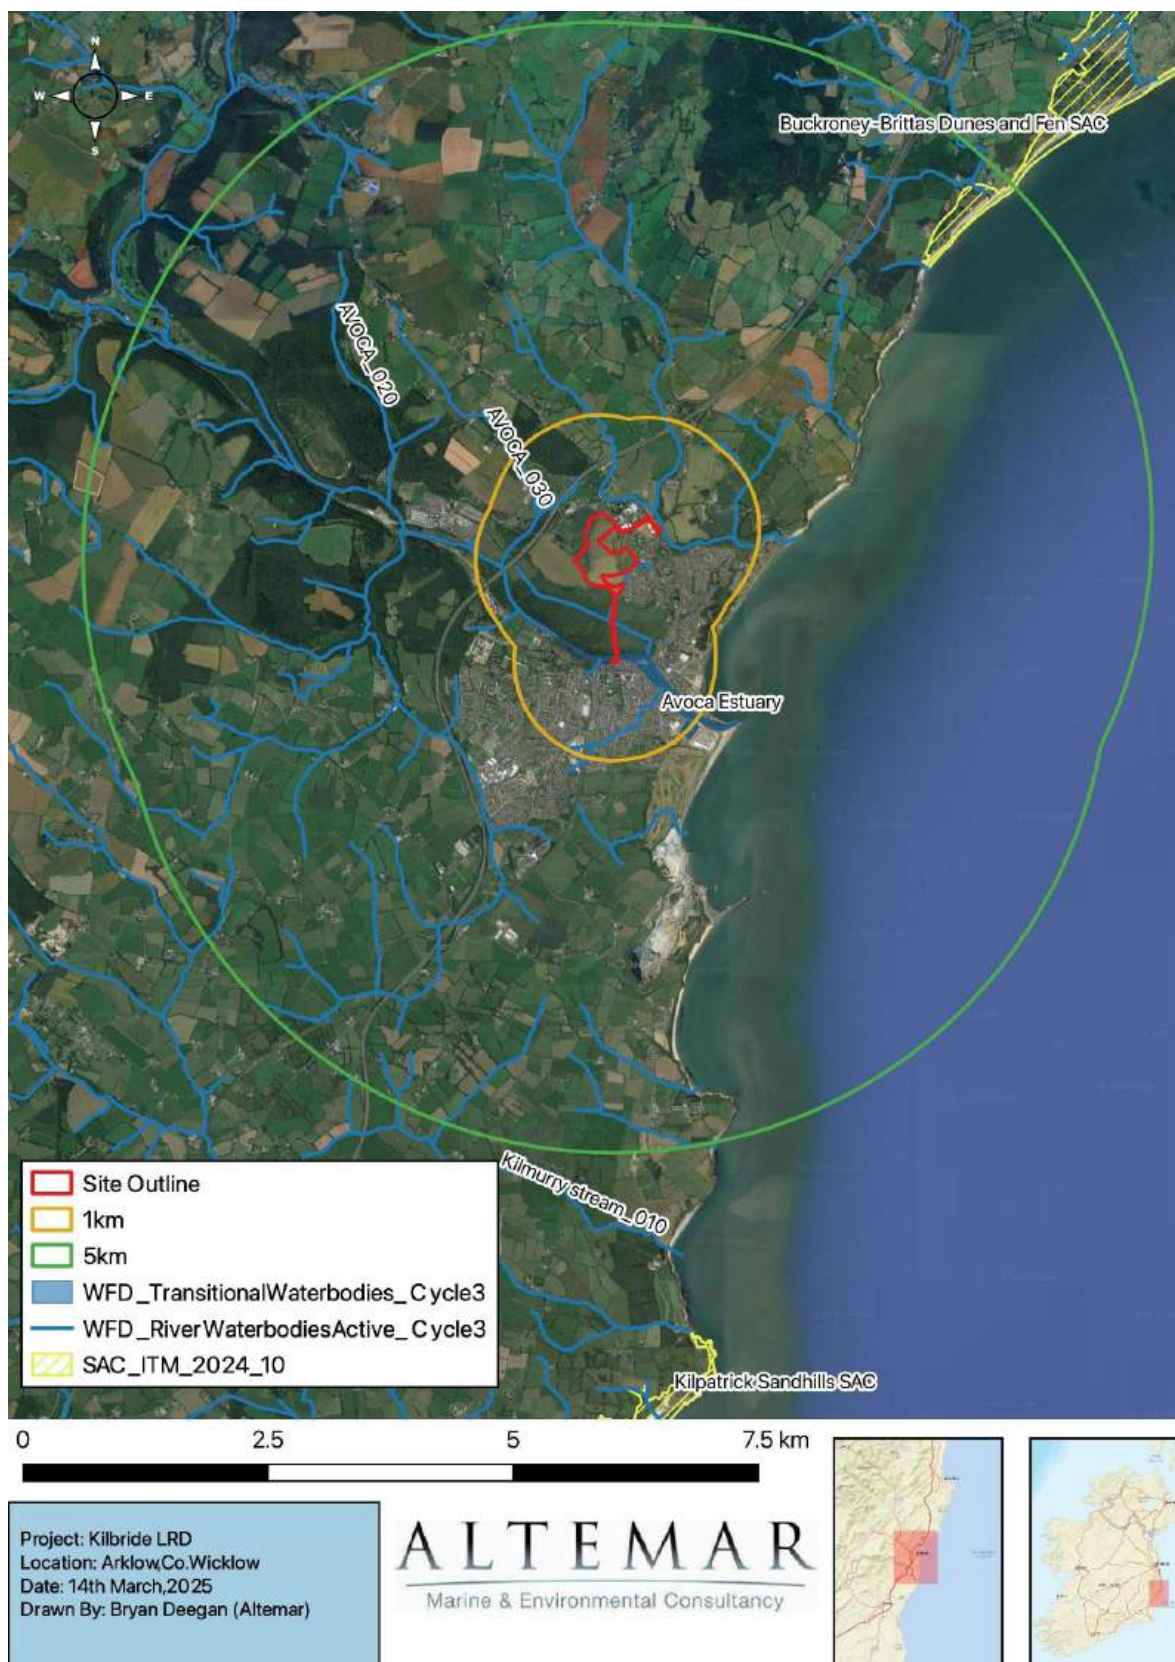 N
W
E
S
Buckroney-Brittas Dunes and Fen SAC
AVOCA_020
AVOCA_030
Avoca Estuary
Kilmurry stream_010
Kilpatrick Sandhills SAC
Site Outline
1km
5km
WFD_TransitionalWaterbodies_Cycle3
WFD_RiverWaterbodiesActive_Cycle3
SAC_ITM_2024_10
0 2.5 5 7.5 km
Project: Kilbride LRD
Location: Arklow,Co.Wicklow
Date: 14th March,2025
Drawn By: Bryan Deegan (Altemar)
ALTEMAR
Marine & Environmental Consultancy